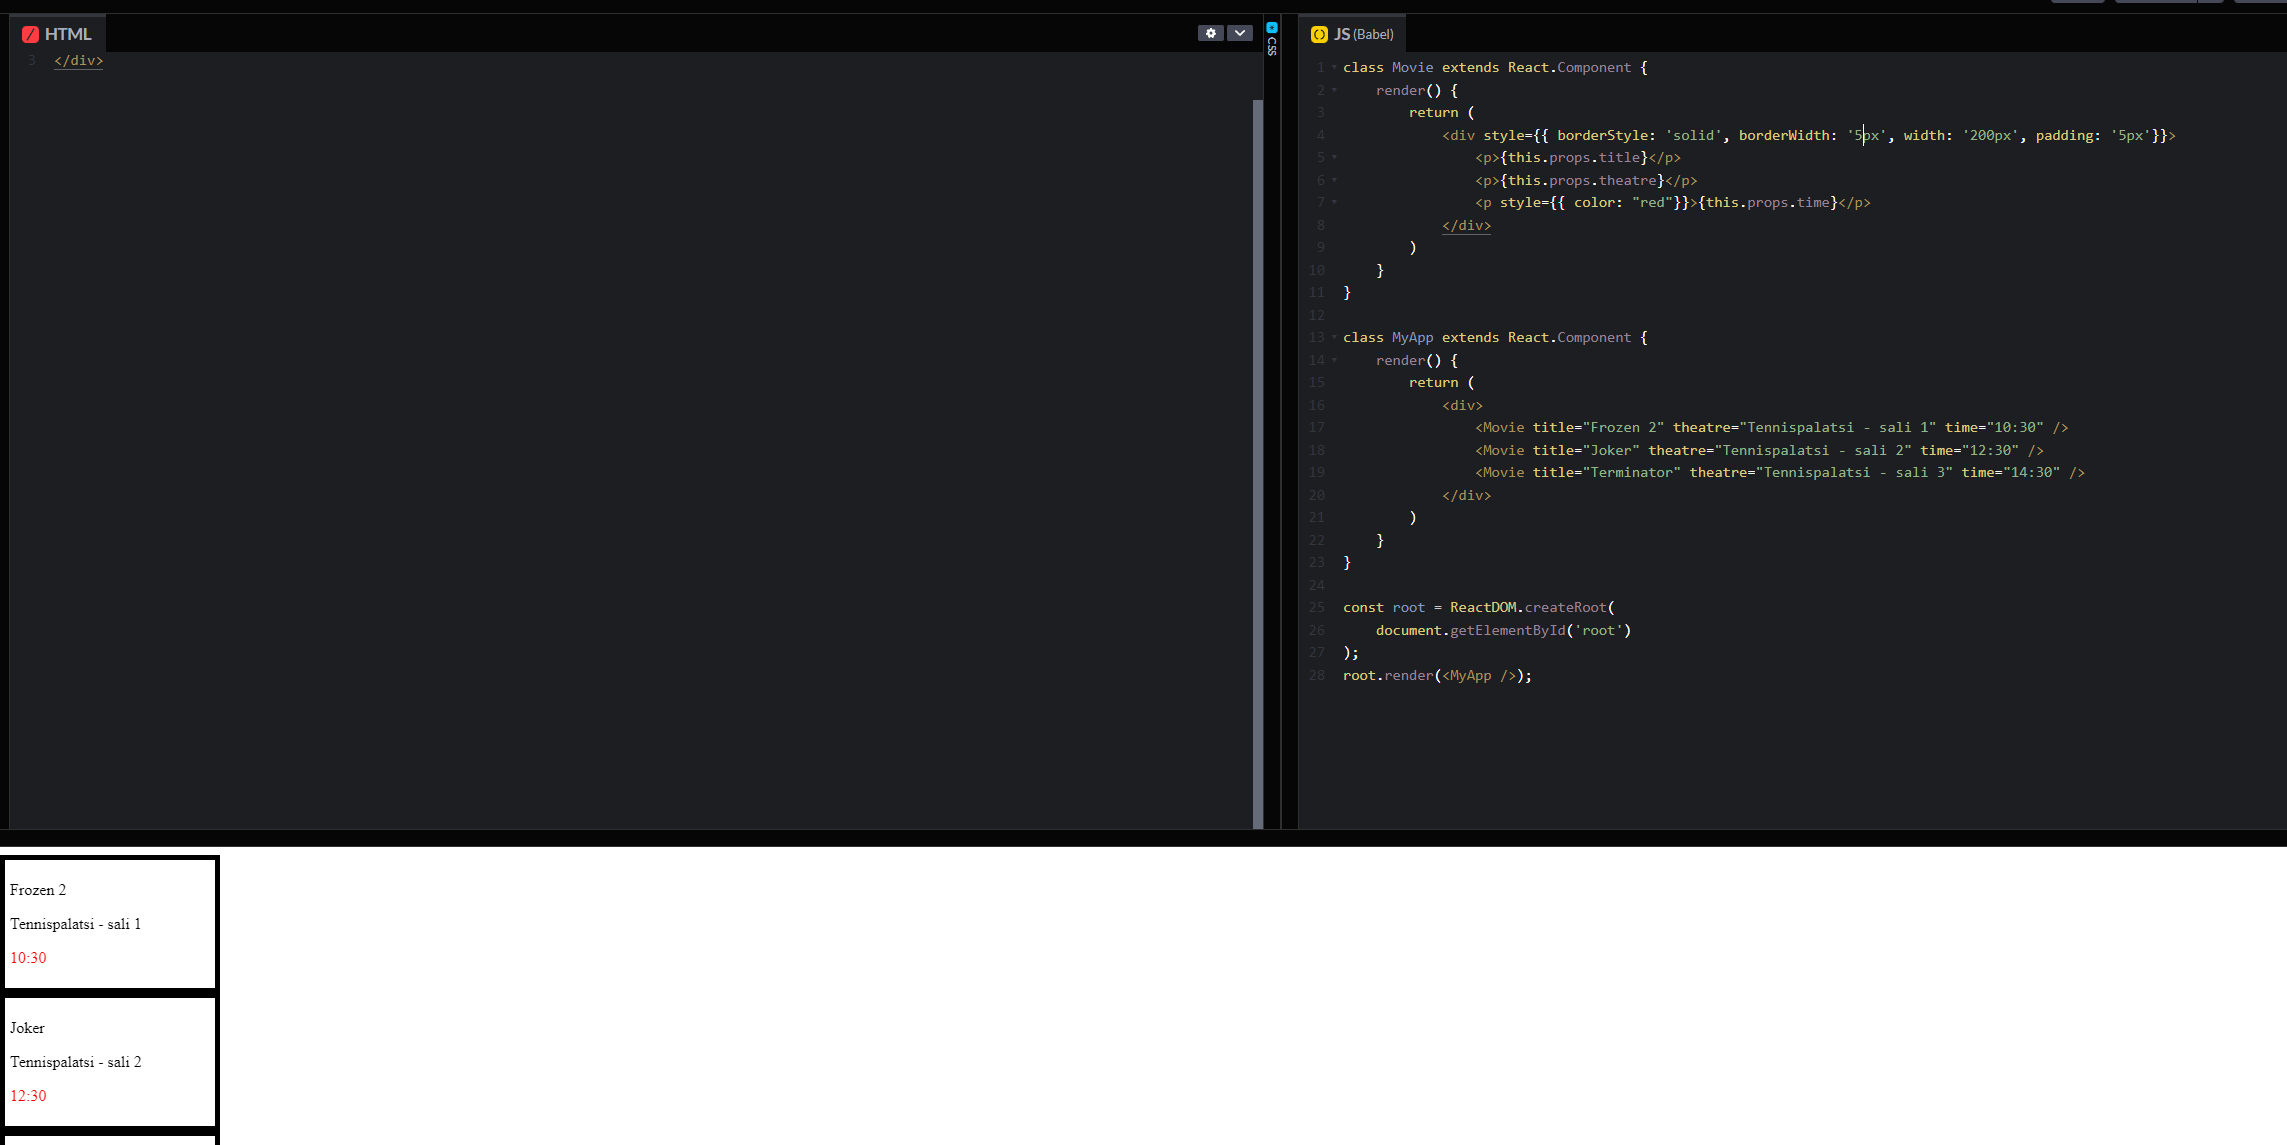 HTML
3 </div>
CSS
JS (Babel)
1 class Movie extends React.Component {
2     render() {
3         return (
4             <div style={{ borderStyle: 'solid', borderWidth: '5px', width: '200px', padding: '5px'}}>
5                 <p>{this.props.title}</p>
6                 <p>{this.props.theatre}</p>
7                 <p style={{ color: "red"}}>{this.props.time}</p>
8             </div>
9         )
10     }
11 }
12
13 class MyApp extends React.Component {
14     render() {
15         return (
16             <div>
17                 <Movie title="Frozen 2" theatre="Tennispalatsi - sali 1" time="10:30" />
18                 <Movie title="Joker" theatre="Tennispalatsi - sali 2" time="12:30" />
19                 <Movie title="Terminator" theatre="Tennispalatsi - sali 3" time="14:30" />
20             </div>
21         )
22     }
23 }
24
25 const root = ReactDOM.createRoot(
26     document.getElementById('root')
27 );
28 root.render(<MyApp />);
Frozen 2
Tennispalatsi - sali 1
10:30
Joker
Tennispalatsi - sali 2
12:30